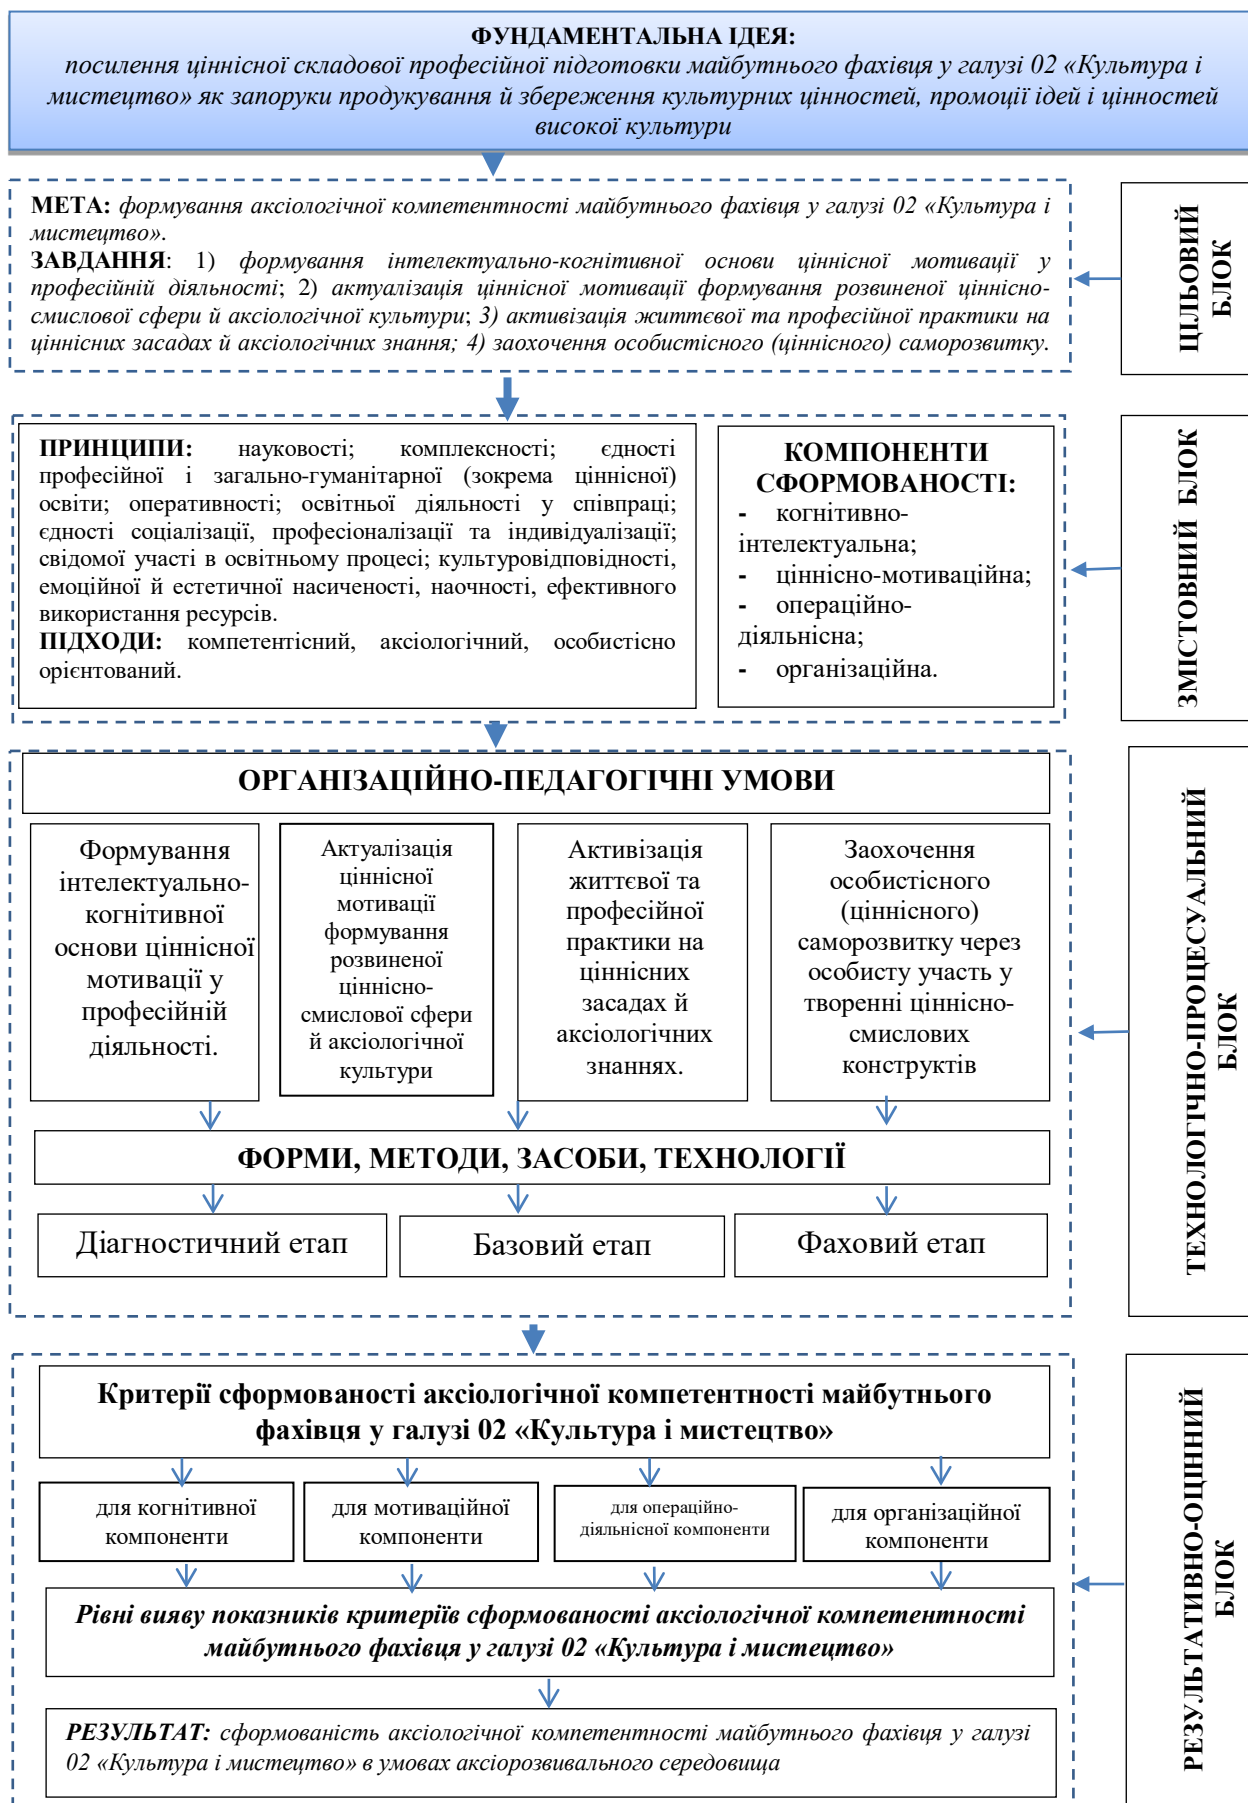 ФУНДАМЕНТАЛЬНА ІДЕЯ:
посилення ціннісної складової професійної підготовки майбутнього фахівця у галузі 02 «Культура і
мистецтво» як запоруки продукування й збереження культурних цінностей, промоції ідей і цінностей
високої культури
МЕТА: формування аксіологічної компетентності майбутнього фахівця у галузі 02 «Культура і
мистецтво».
ЗАВДАННЯ: 1) формування інтелектуально-когнітивної основи ціннісної мотивації у
професійній діяльності; 2) актуалізація ціннісної мотивації формування розвиненої ціннісно-
смислової сфери й аксіологічної культури; 3) активізація життєвої та професійної практики на
ціннісних засадах й аксіологічних знання; 4) заохочення особистісного (ціннісного) саморозвитку.
ЦІЛЬОВИЙ
БЛОК
ПРИНЦИПИ: науковості; комплексності; єдності
професійної і загально-гуманітарної (зокрема ціннісної)
освіти; оперативності; освітньої діяльності у співпраці;
єдності соціалізації, професіоналізації та індивідуалізації;
свідомої участі в освітньому процесі; культуровідповідності,
емоційної й естетичної насиченості, наочності, ефективного
використання ресурсів.
ПІДХОДИ: компетентісний, аксіологічний, особистісно
орієнтований.
КОМПОНЕНТИ
СФОРМОВАНОСТІ:
- когнітивно-
інтелектуальна;
- ціннісно-мотиваційна;
- операційно-
діяльнісна;
- організаційна.
ЗМІСТОВНИЙ БЛОК
ОРГАНІЗАЦІЙНО-ПЕДАГОГІЧНІ УМОВИ
Формування
інтелектуально-
когнітивної
основи ціннісної
мотивації у
професійній
діяльності.
Актуалізація
ціннісної
мотивації
формування
розвиненої
ціннісно-
смислової сфери
й аксіологічної
культури
Активізація
життєвої та
професійної
практики на
ціннісних
засадах й
аксіологічних
знаннях.
Заохочення
особистісного
(ціннісного)
саморозвитку через
особисту участь у
творенні ціннісно-
смислових
конструктів
ФОРМИ, МЕТОДИ, ЗАСОБИ, ТЕХНОЛОГІЇ
Діагностичний етап
Базовий етап
Фаховий етап
ТЕХНОЛОГІЧНО-ПРОЦЕСУАЛЬНИЙ
БЛОК
Критерії сформованості аксіологічної компетентності майбутнього
фахівця у галузі 02 «Культура і мистецтво»
для когнітивної
компоненти
для мотиваційної
компоненти
для операційно-
діяльнісної компоненти
для організаційної
компоненти
Рівні вияву показників критеріїв сформованості аксіологічної компетентності
майбутнього фахівця у галузі 02 «Культура і мистецтво»
РЕЗУЛЬТАТ: сформованість аксіологічної компетентності майбутнього фахівця у галузі
02 «Культура і мистецтво» в умовах аксіорозвивального середовища
РЕЗУЛЬТАТИВНО-ОЦІННИЙ
БЛОК